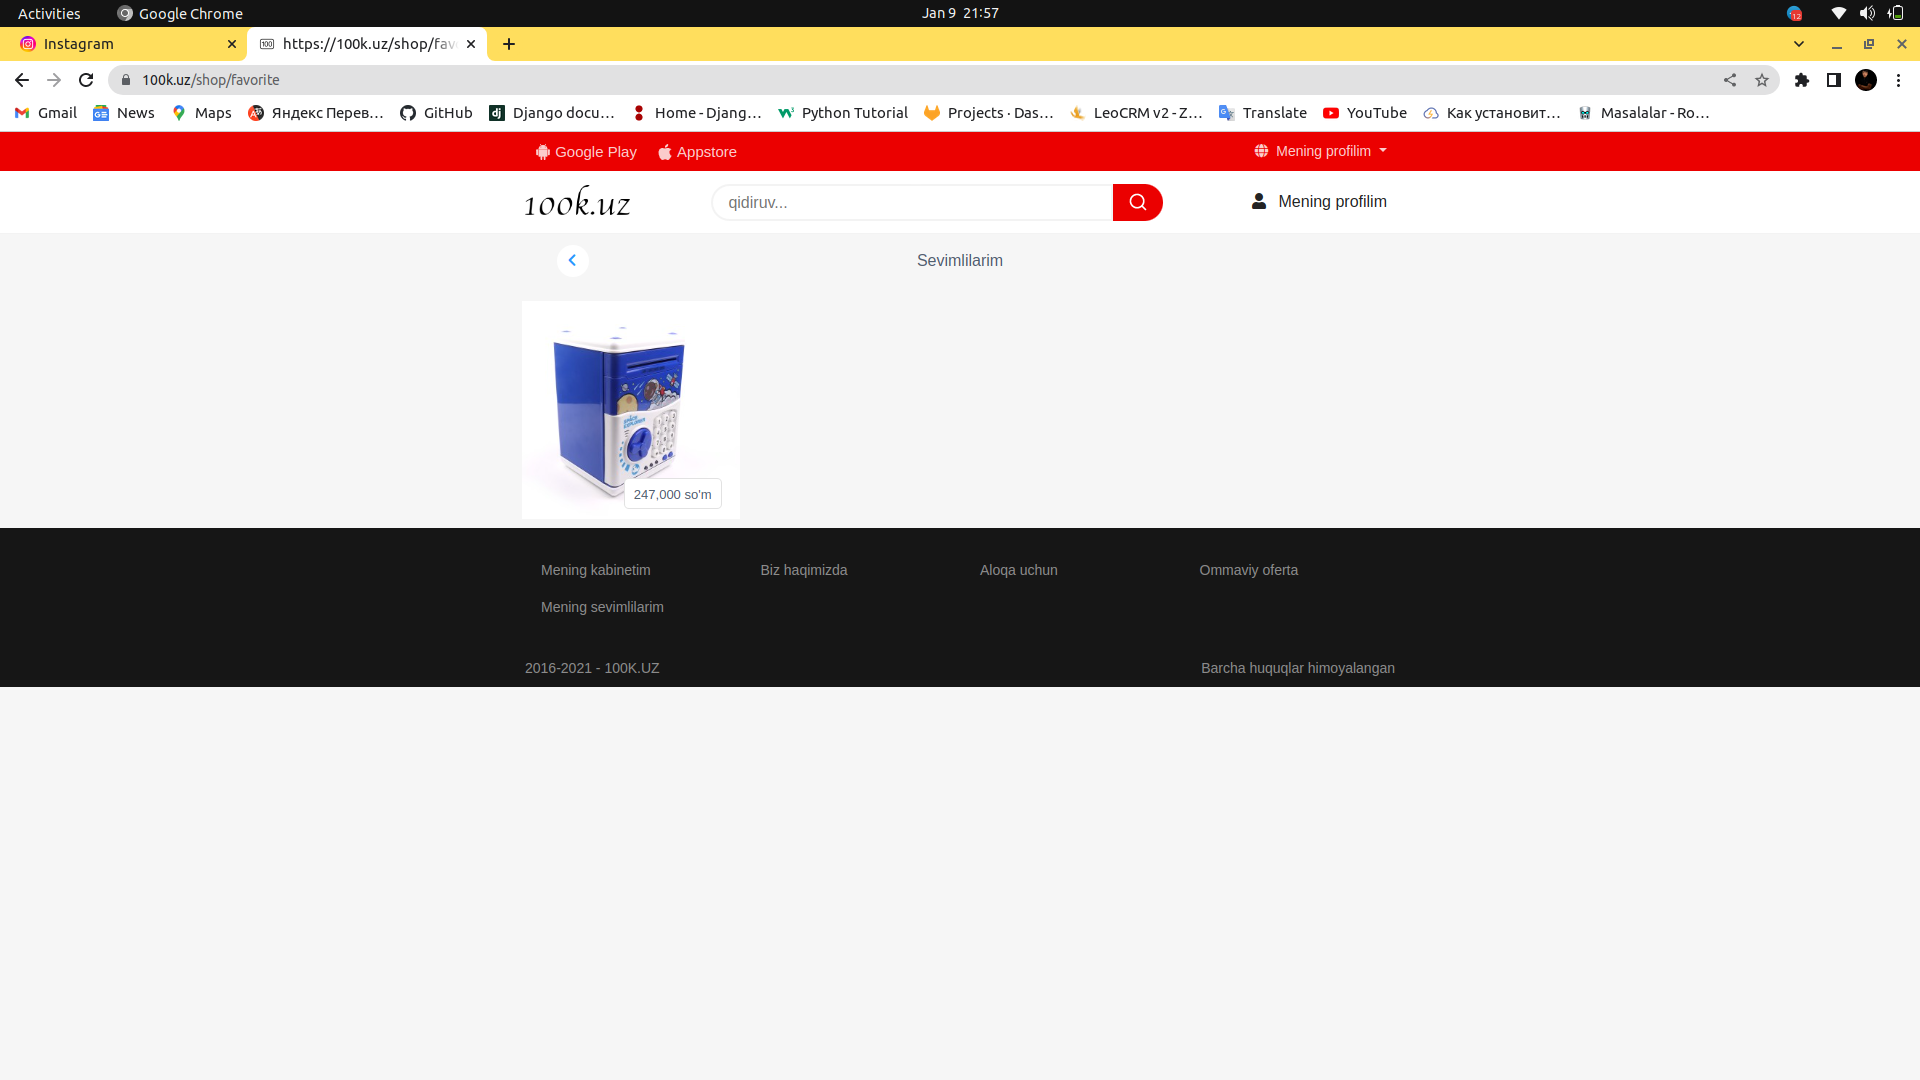 Activities Google Chrome Jan 9 21:57 12
Instagram https://100k.uz/shop/fav
100k.uz/shop/favorite
Gmail News Maps Яндекс Перев... GitHub Django docu... Home - Djang... Python Tutorial Projects · Das... LeoCRM v2 - Z... Translate YouTube Как установит... Masalalar - Ro...
Google Play Appstore Mening profilim
100k.uz qidiruv... Mening profilim
Sevimlilarim
247,000 so'm
Mening kabinetim Biz haqimizda Aloqa uchun Ommaviy oferta
Mening sevimlilarim
2016-2021 - 100K.UZ Barcha huquqlar himoyalangan